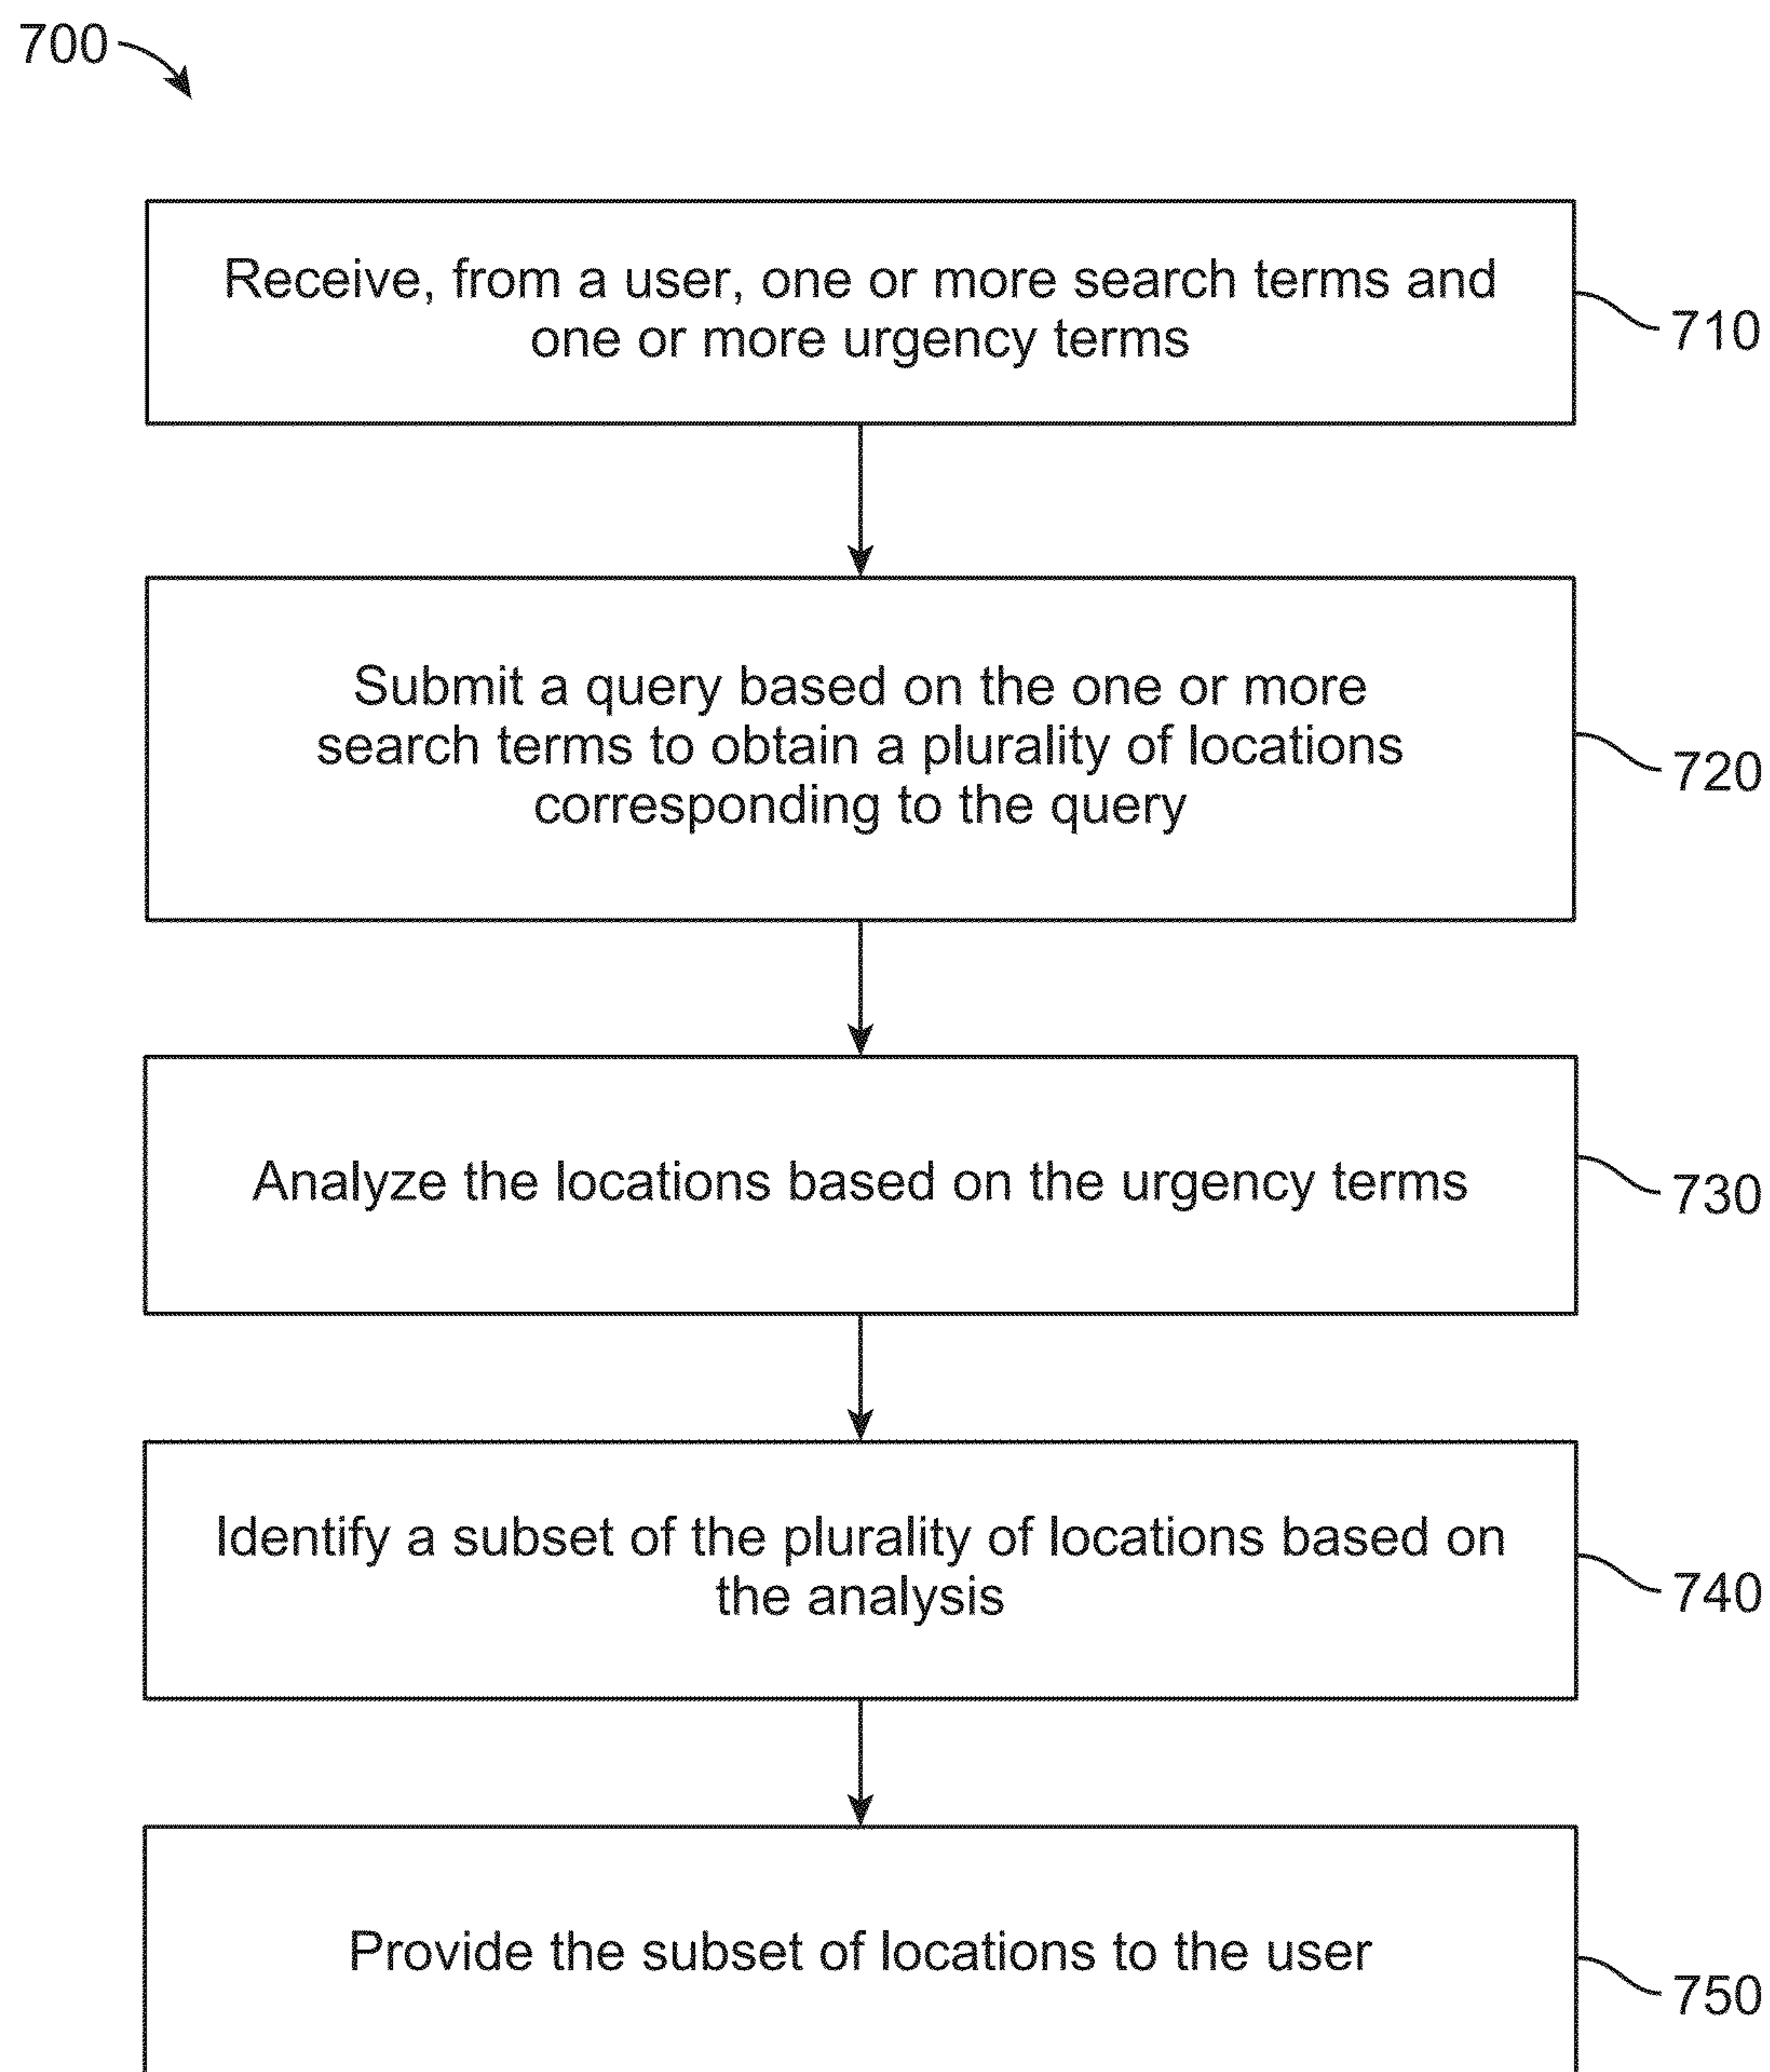 700
Receive, from a user, one or more search terms and
one or more urgency terms
710
Submit a query based on the one or more
search terms to obtain a plurality of locations
corresponding to the query
720
Analyze the locations based on the urgency terms
730
Identify a subset of the plurality of locations based on
the analysis
740
Provide the subset of locations to the user
750